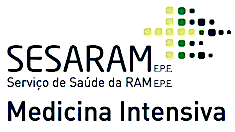 SESARAM E.P.E.
Serviço de Saúde da RAM E.P.E.
Medicina Intensiva